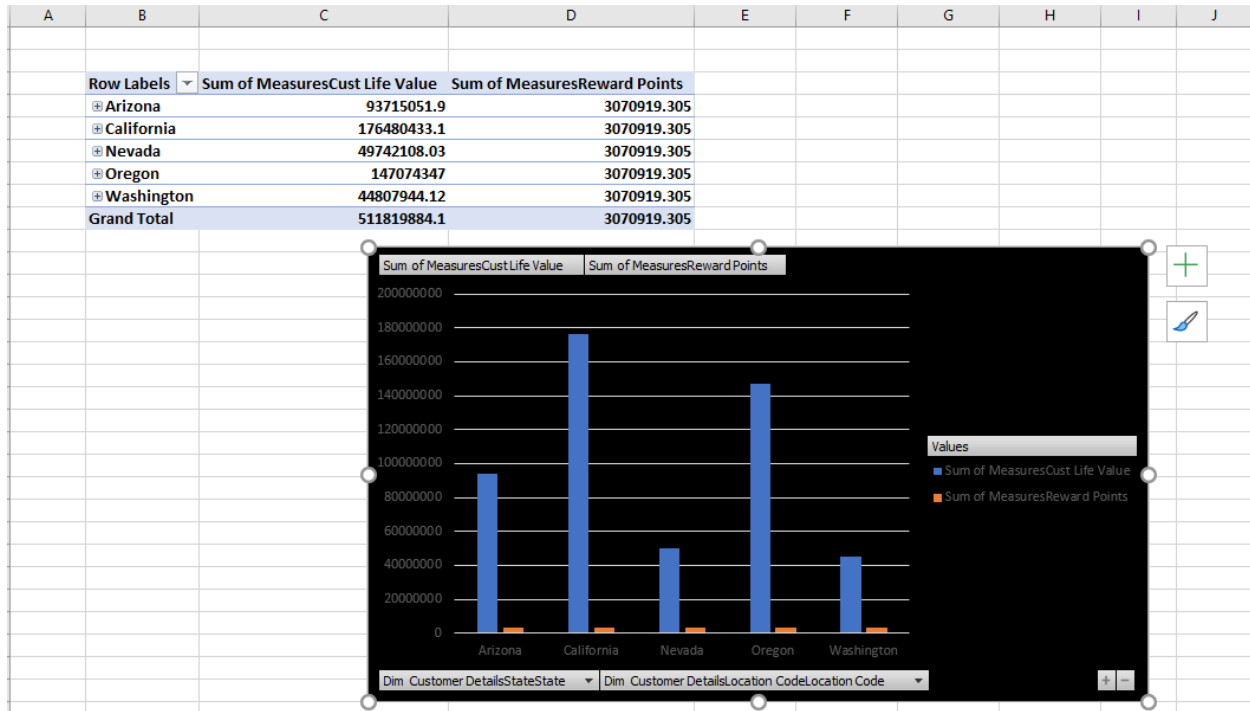 A B C D E F G H I J
Row Labels Sum of MeasuresCust Life Value Sum of MeasuresReward Points
Arizona 93715051.9 3070919.305
California 176480433.1 3070919.305
Nevada 49742108.03 3070919.305
Oregon 147074347 3070919.305
Washington 44807944.12 3070919.305
Grand Total 511819884.1 3070919.305
Sum of MeasuresCust Life Value Sum of MeasuresReward Points
200000000
180000000
160000000
140000000
120000000
100000000
80000000
60000000
40000000
20000000
0
Arizona California Nevada Oregon Washington
Values
Sum of MeasuresCust Life Value
Sum of MeasuresReward Points
Dim Customer DetailsStateState Dim Customer DetailsLocation CodeLocation Code